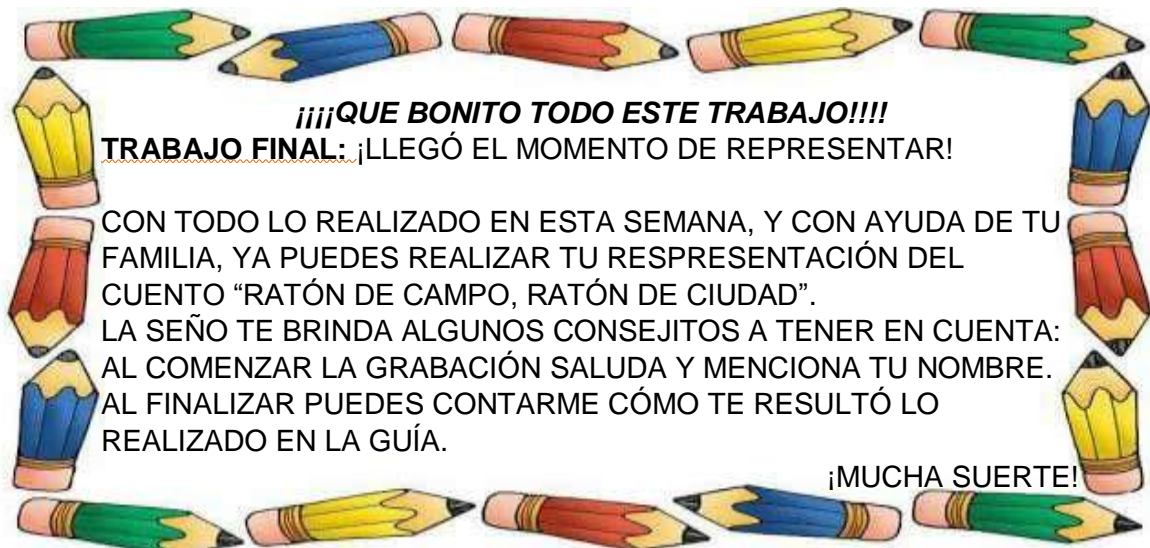 ¡¡¡¡QUE BONITO TODO ESTE TRABAJO!!!!
TRABAJO FINAL: ¡LLEGÓ EL MOMENTO DE REPRESENTAR!
CON TODO LO REALIZADO EN ESTA SEMANA, Y CON AYUDA DE TU
FAMILIA, YA PUEDES REALIZAR TU RESPRESENTACIÓN DEL
CUENTO “RATÓN DE CAMPO, RATÓN DE CIUDAD”.
LA SEÑO TE BRINDA ALGUNOS CONSEJITOS A TENER EN CUENTA:
AL COMENZAR LA GRABACIÓN SALUDA Y MENCIONA TU NOMBRE.
AL FINALIZAR PUEDES CONTARME CÓMO TE RESULTÓ LO
REALIZADO EN LA GUÍA.
¡MUCHA SUERTE!